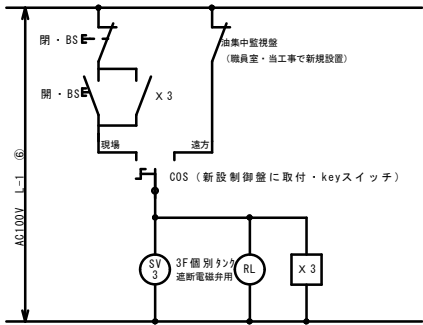 閉・BS
油集中監視盤
(職員室・当工事で新規設置)
開・BS
X3
現場
遠方
COS (新設制御盤に取付・keyスイッチ)
AC100V L-1 ⑥
SV
3
3F個別タンク
遮断電磁弁用
RL
X3